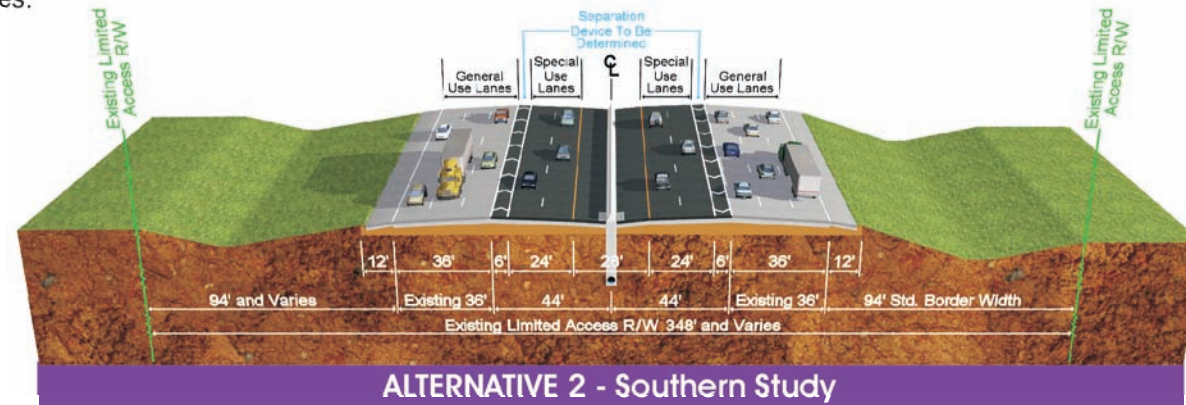 es:
Separation
Device To Be
Determined
Existing Limited
Access R/W
General
Use Lanes
Special
Use
Lanes
CL
Special
Use
Lanes
General
Use Lanes
Existing Limited
Access R/W
12' 36' 6' 24' 28' 24' 6' 36' 12'
94' and Varies Existing 36' 44' 44' Existing 36' 94' Std. Border Width
Existing Limited Access R/W 348' and Varies
ALTERNATIVE 2 - Southern Study